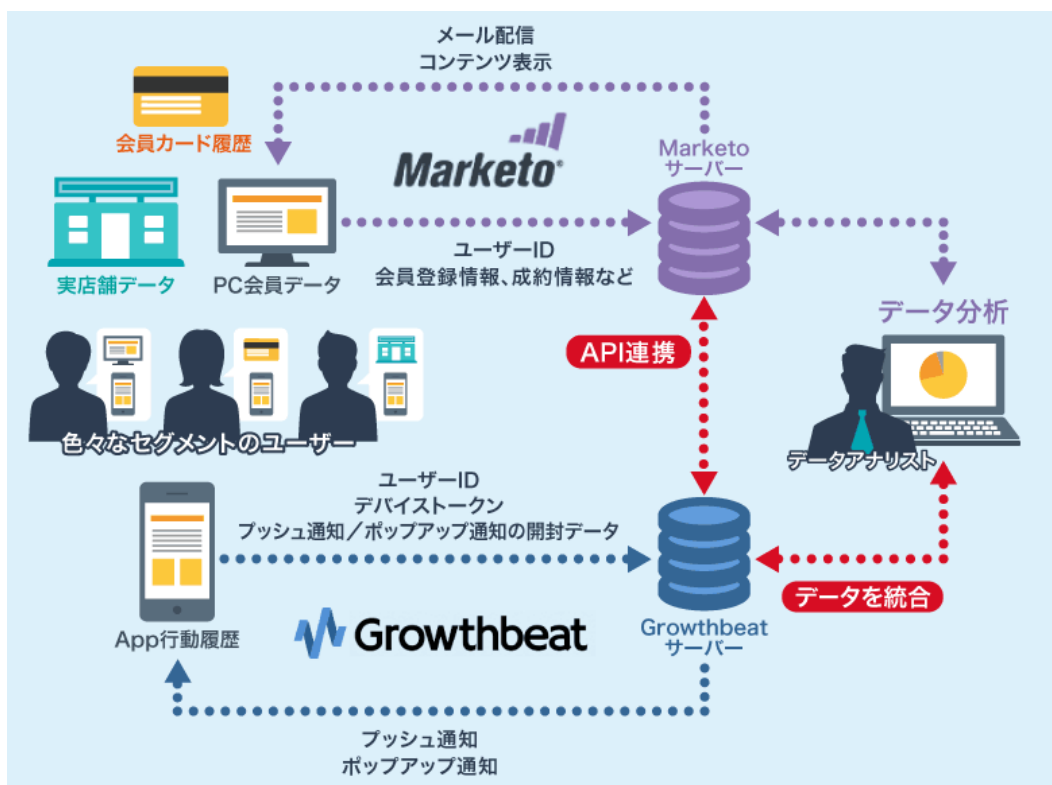 メール配信
コンテンツ表示
会員カード履歴
Marketo
Marketo
サーバー
実店舗データ
PC会員データ
ユーザーID
会員登録情報、成約情報など
データ分析
API連携
色々なセグメントのユーザー
データアナリスト
ユーザーID
デバイストークン
プッシュ通知／ポップアップ通知の開封データ
データを統合
App行動履歴
Growthbeat
Growthbeat
サーバー
プッシュ通知
ポップアップ通知